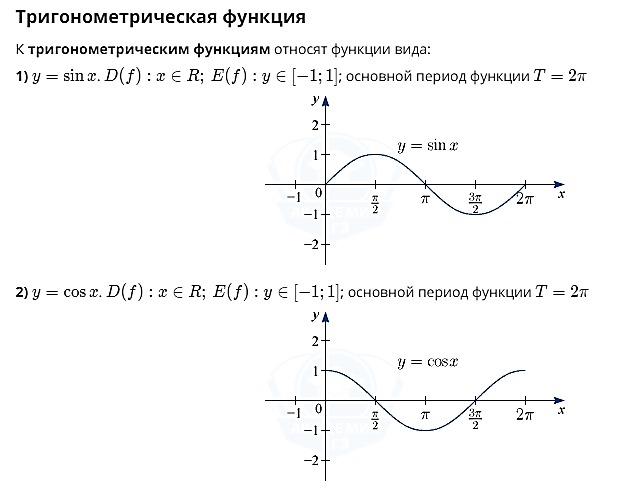 Тригонометрическая функция
К тригонометрическим функциям относят функции вида:
1) y = sin x. D(f) : x ∈ R; E(f) : y ∈ [−1; 1]; основной период функции T = 2π
y
2
y = sin x
1
−1 0 π/2 π 3π/2 2π x
−1
−2
2) y = cos x. D(f) : x ∈ R; E(f) : y ∈ [−1; 1]; основной период функции T = 2π
y
2
y = cosx
1
−1 0 π/2 π 3π/2 2π x
−1
−2